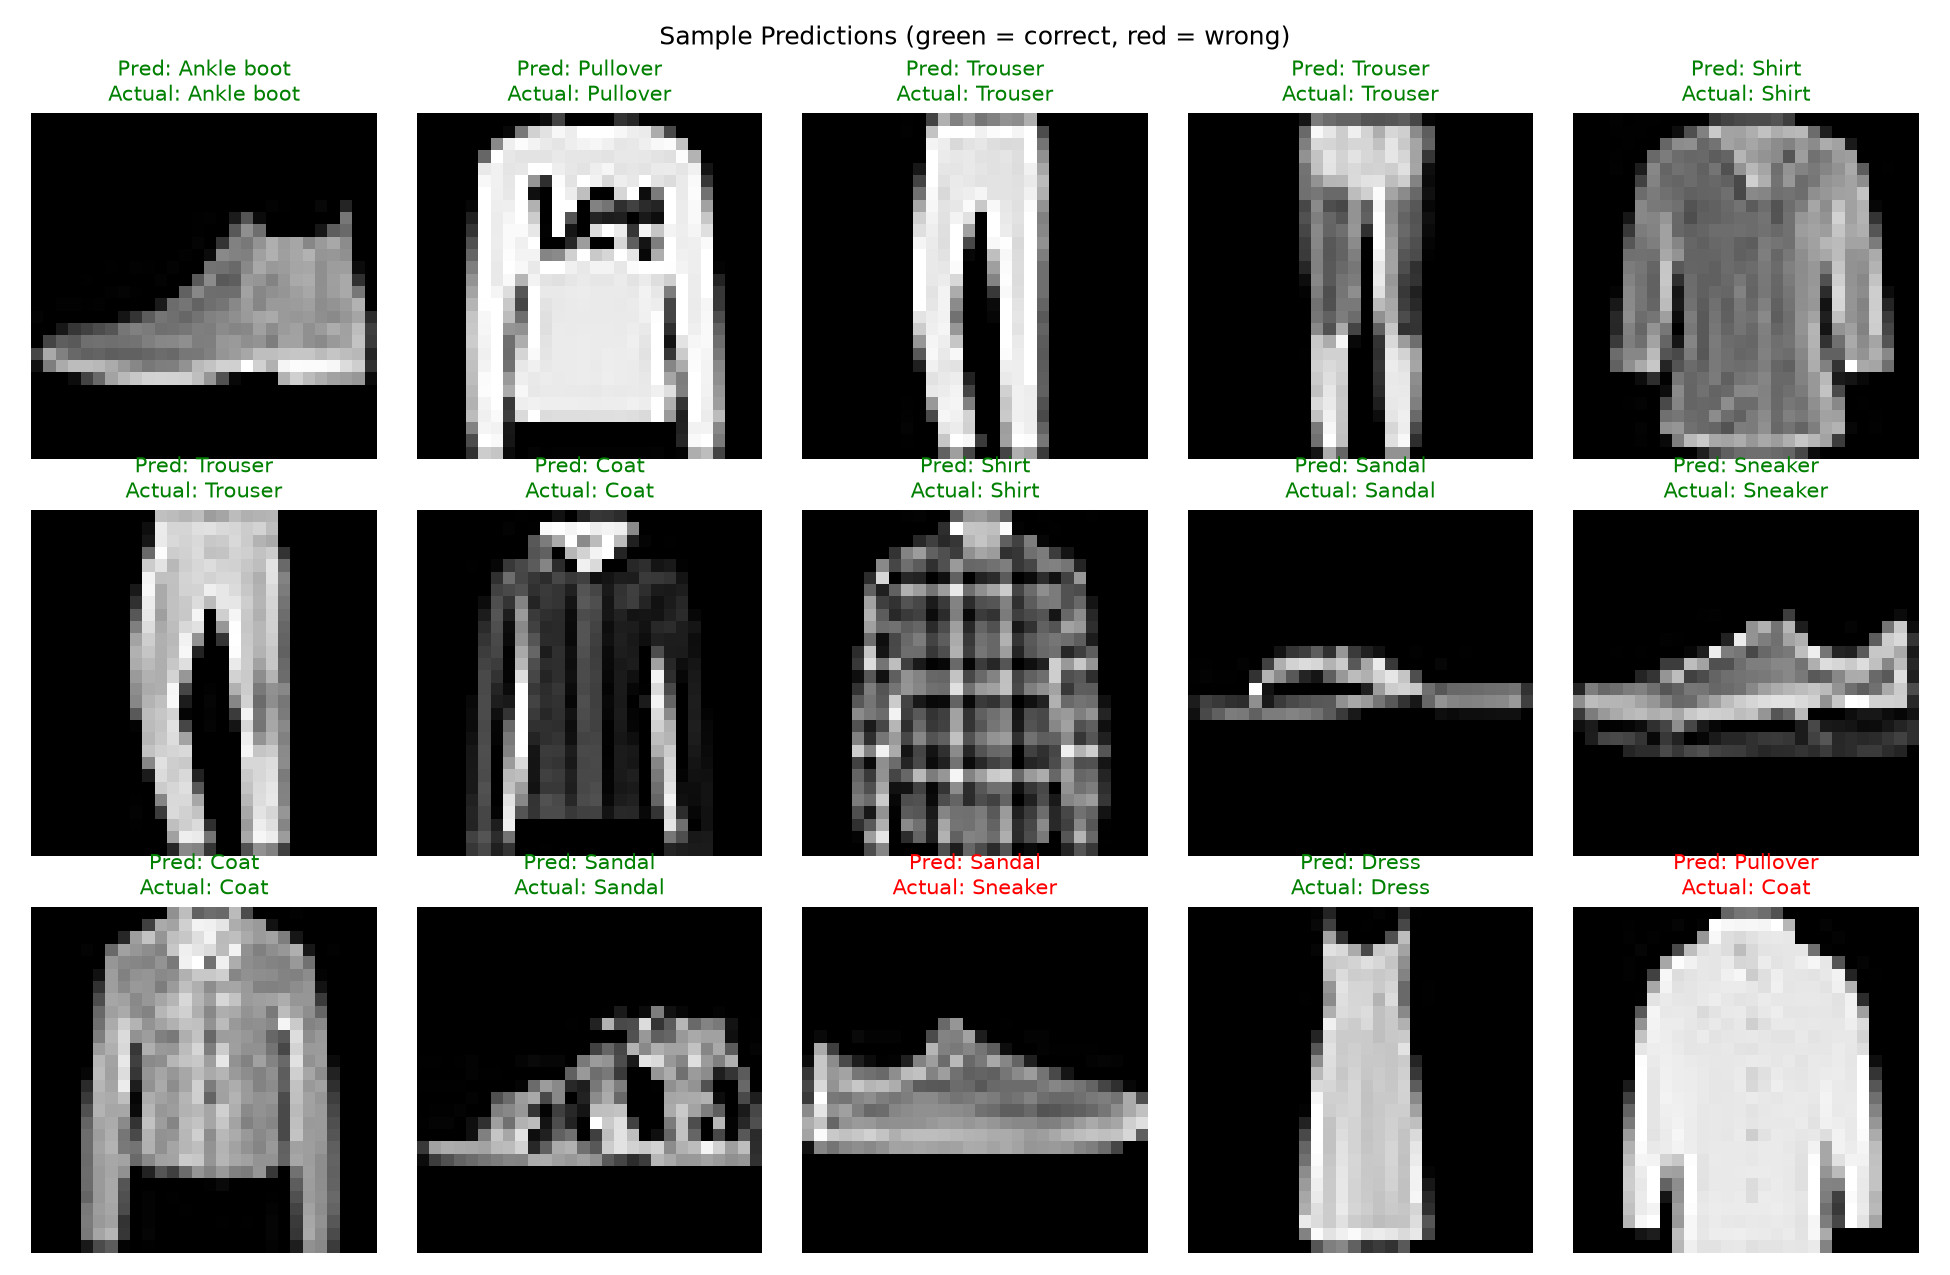 Sample Predictions (green = correct, red = wrong)
Pred: Ankle boot
Actual: Ankle boot
Pred: Pullover
Actual: Pullover
Pred: Trouser
Actual: Trouser
Pred: Trouser
Actual: Trouser
Pred: Shirt
Actual: Shirt
Pred: Trouser
Actual: Trouser
Pred: Coat
Actual: Coat
Pred: Shirt
Actual: Shirt
Pred: Sandal
Actual: Sandal
Pred: Sneaker
Actual: Sneaker
Pred: Coat
Actual: Coat
Pred: Sandal
Actual: Sandal
Pred: Sandal
Actual: Sneaker
Pred: Dress
Actual: Dress
Pred: Pullover
Actual: Coat